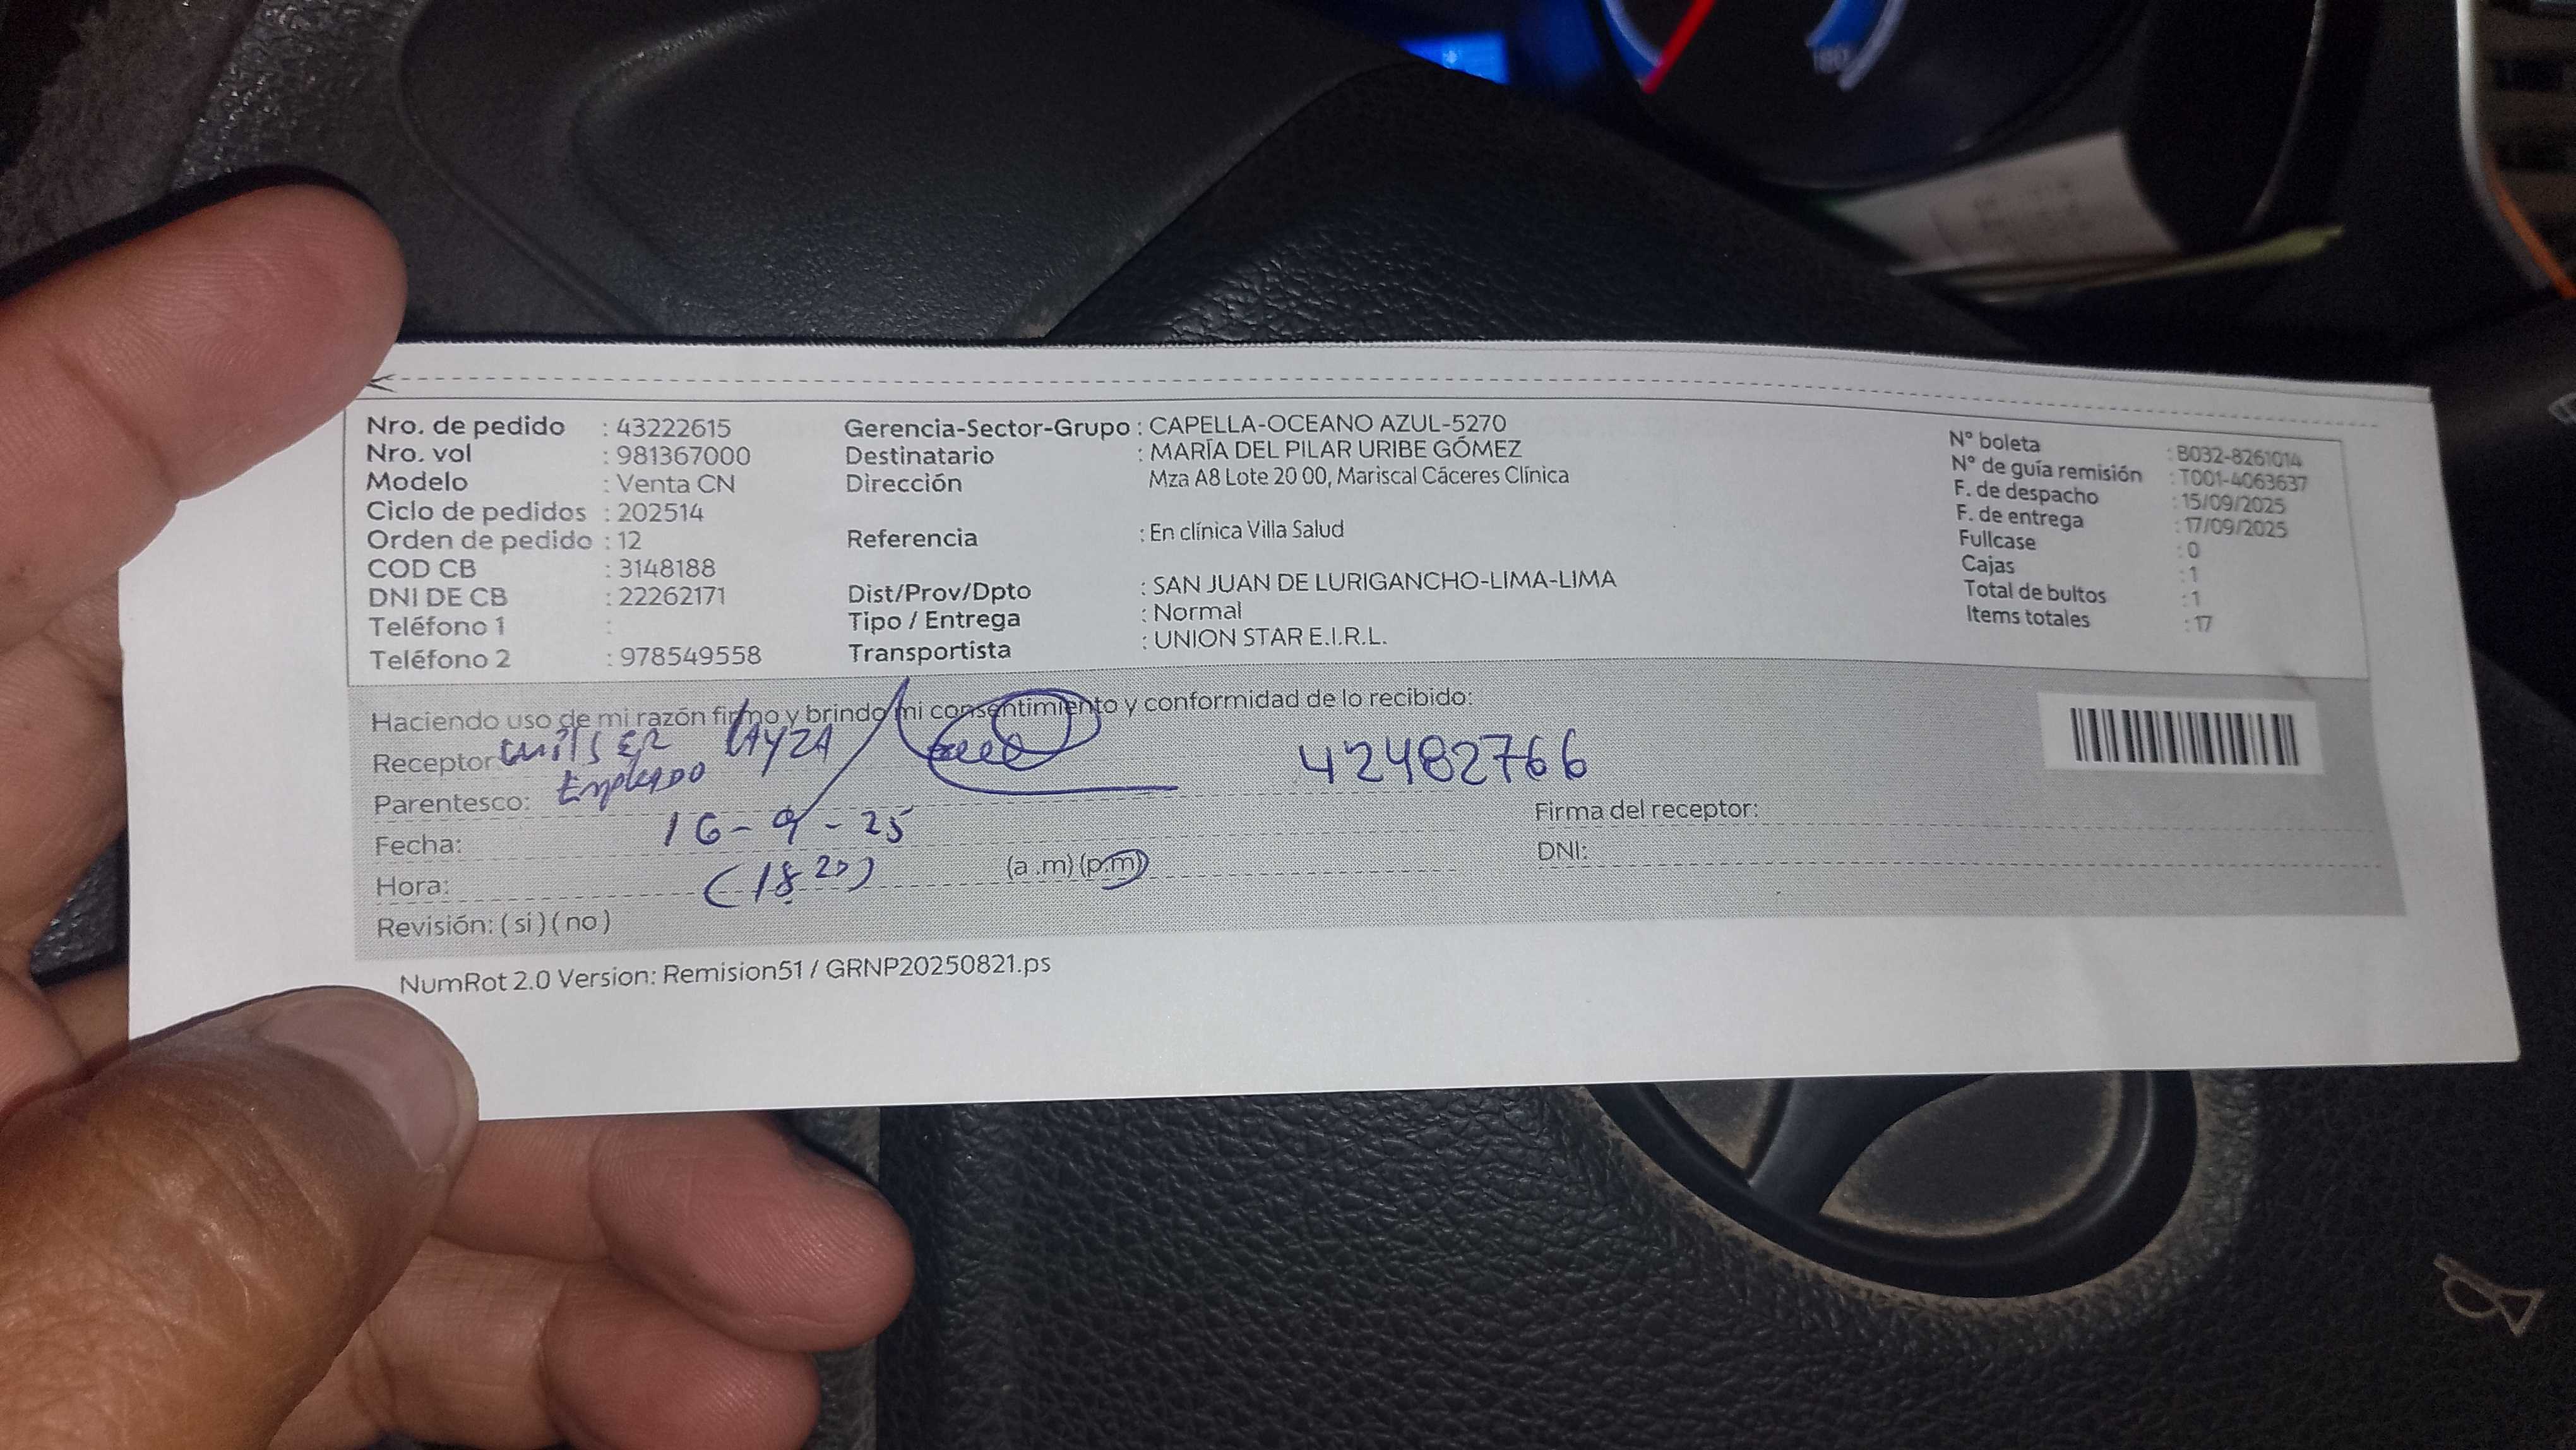 Nro. de pedido : 43222615
Nro. vol : 981367000
Modelo : Venta CN
Ciclo de pedidos : 202514
Orden de pedido : 12
COD CB : 3148188
DNI DE CB : 22262171
Teléfono 1 :
Teléfono 2 : 978549558
Gerencia-Sector-Grupo : CAPELLA-OCEANO AZUL-5270
Destinatario : MARÍA DEL PILAR URIBE GÓMEZ
Dirección Mza A8 Lote 20 00, Mariscal Cáceres Clínica
Referencia : En clínica Villa Salud
Dist/Prov/Dpto : SAN JUAN DE LURIGANCHO-LIMA-LIMA
Tipo / Entrega : Normal
Transportista : UNION STAR E.I.R.L.
N° boleta : B032-8261014
N° de guía remisión : T001-4063637
F. de despacho : 15/09/2025
F. de entrega : 17/09/2025
Fullcase : 0
Cajas : 1
Total de bultos : 1
Items totales : 17
Haciendo uso de mi razón firmo y brindo mi consentimiento y conformidad de lo recibido:
Receptor LAYZA 42482766
Parentesco: Empleado
Fecha: 16-9-25
Hora: (18 20) (a .m) (p.m)
Revisión: ( si ) ( no )
Firma del receptor:
DNI:
NumRot 2.0 Version: Remision51 / GRNP20250821.ps
180